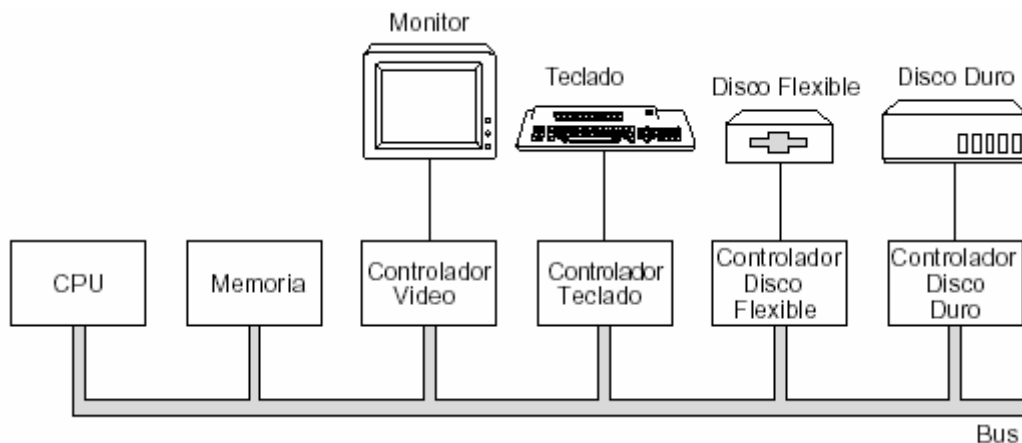 Monitor
Teclado
Disco Flexible
Disco Duro
CPU
Memoria
Controlador
Video
Controlador
Teclado
Controlador
Disco
Flexible
Controlador
Disco
Duro
Bus